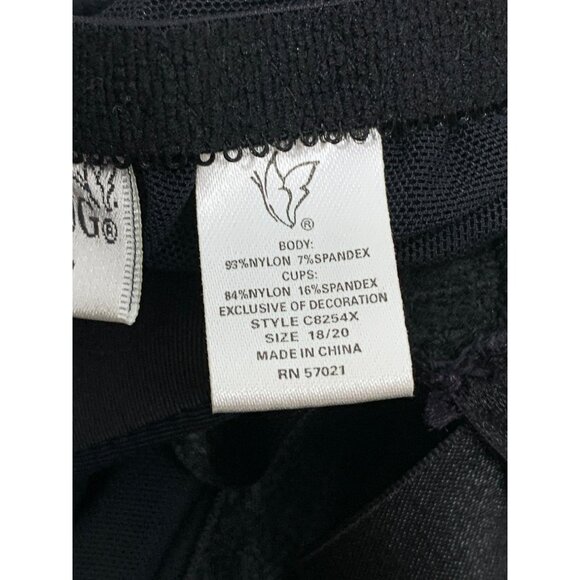 G®
®
BODY:
93%NYLON 7%SPANDEX
CUPS:
84%NYLON 16%SPANDEX
EXCLUSIVE OF DECORATION
STYLE C8254X
SIZE 18/20
MADE IN CHINA
RN 57021